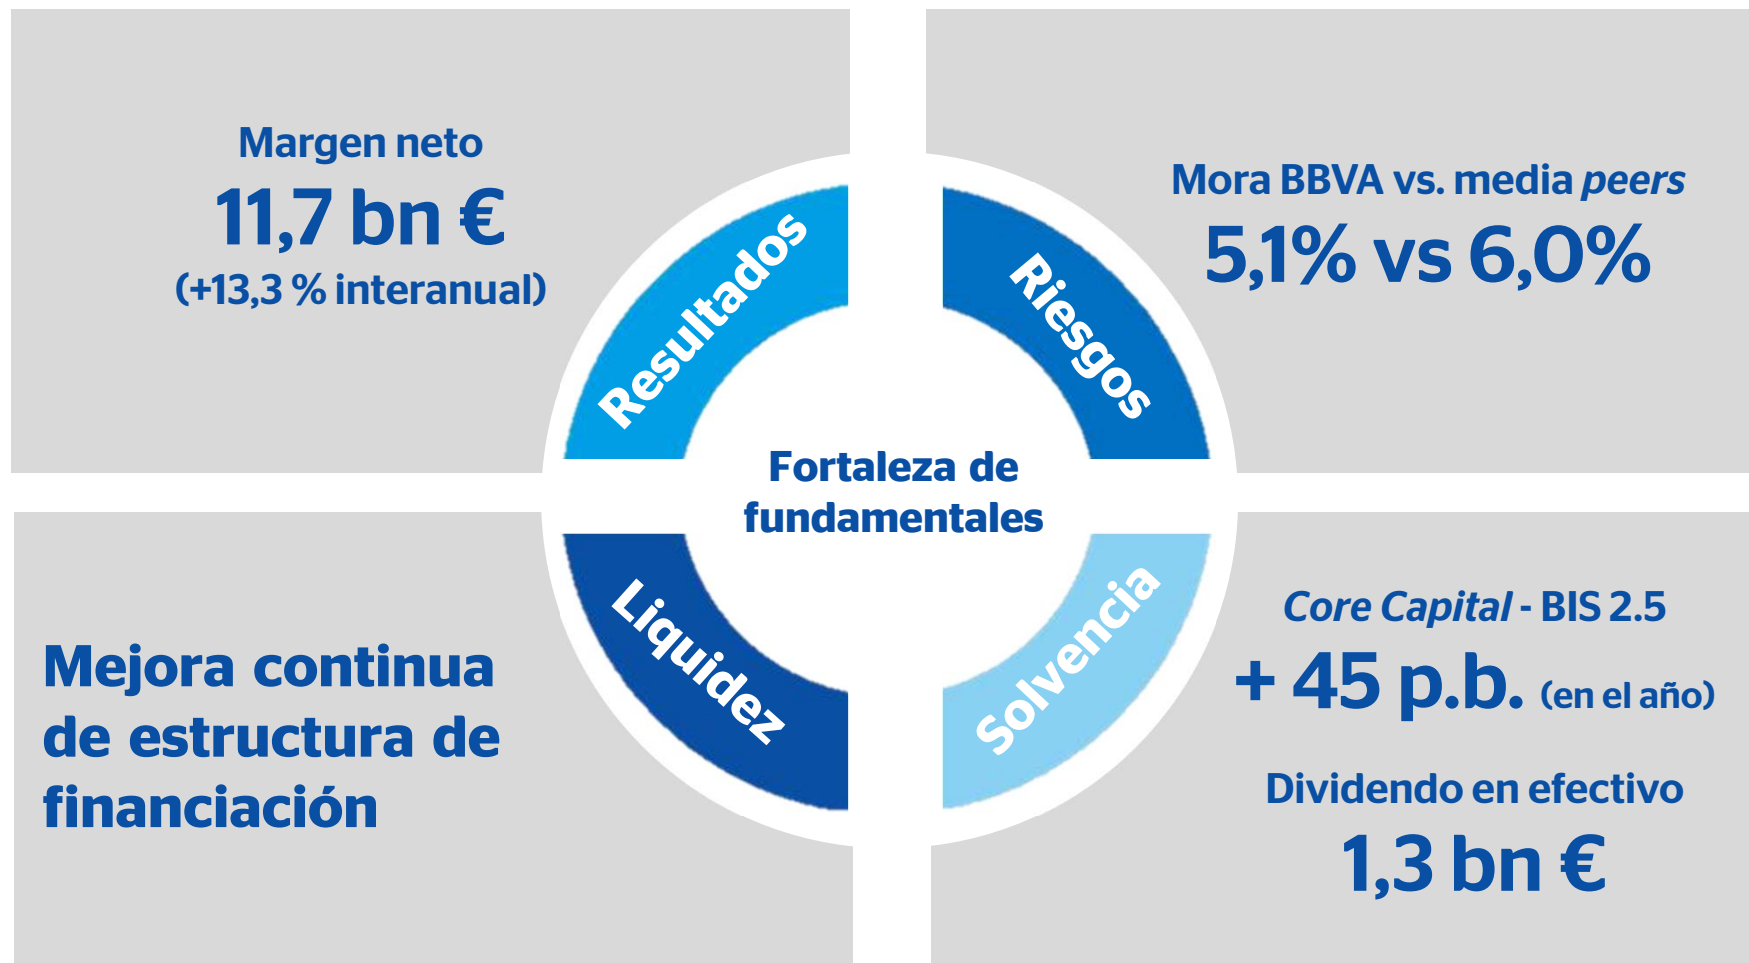 Margen neto
11,7 bn €
(+13,3 % interanual)
Resultados
Mora BBVA vs. media peers
5,1% vs 6,0%
Riesgos
Fortaleza de
fundamentales
Mejora continua
de estructura de
financiación
Liquidez
Core Capital - BIS 2.5
+ 45 p.b. (en el año)
Dividendo en efectivo
1,3 bn €
Solvencia